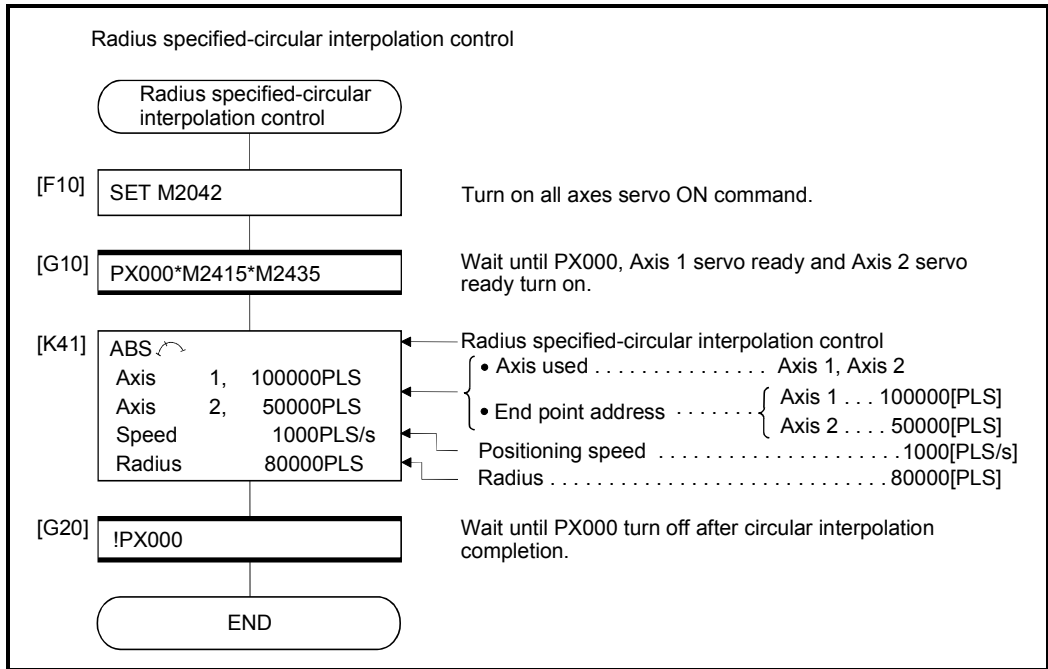 Radius specified-circular interpolation control
Radius specified-circular
interpolation control
[F10] SET M2042 Turn on all axes servo ON command.
[G10] PX000*M2415*M2435 Wait until PX000, Axis 1 servo ready and Axis 2 servo
ready turn on.
[K41] ABS
Axis 1, 100000PLS
Axis 2, 50000PLS
Speed 1000PLS/s
Radius 80000PLS
Radius specified-circular interpolation control
• Axis used . . . . . . . . . . . . . . . Axis 1, Axis 2
• End point address . . . . . . . Axis 1 . . . 100000[PLS]
Axis 2 . . . . 50000[PLS]
Positioning speed . . . . . . . . . . . . . . . . . . . . . .1000[PLS/s]
Radius . . . . . . . . . . . . . . . . . . . . . . . . . . . . . . 80000[PLS]
[G20] !PX000 Wait until PX000 turn off after circular interpolation
completion.
END